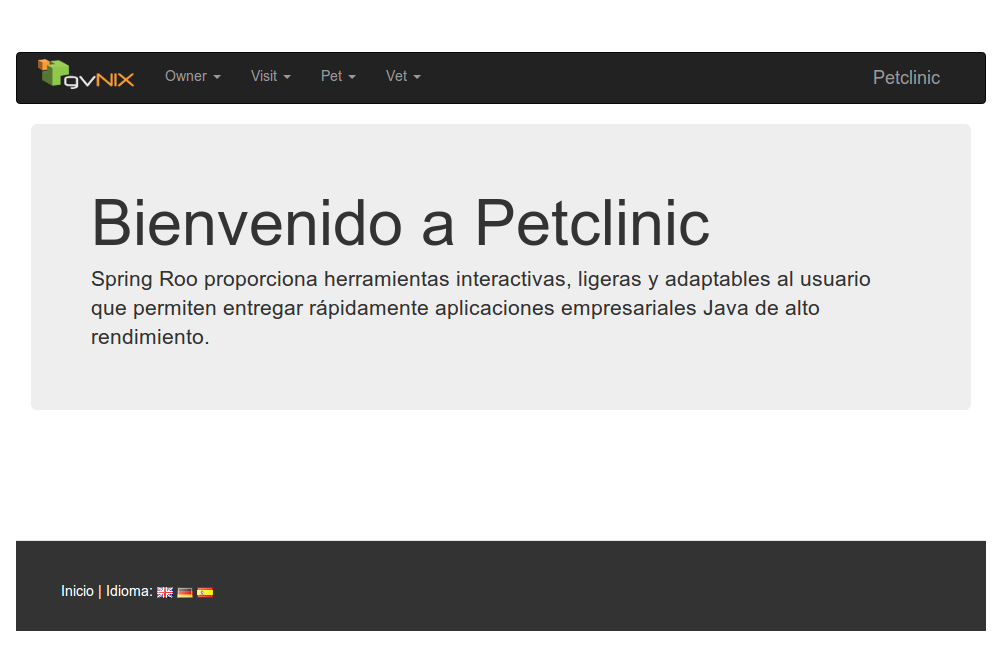 gvNIX Owner Visit Pet Vet Petclinic
Bienvenido a Petclinic
Spring Roo proporciona herramientas interactivas, ligeras y adaptables al usuario
que permiten entregar rápidamente aplicaciones empresariales Java de alto
rendimiento.
Inicio | Idioma: